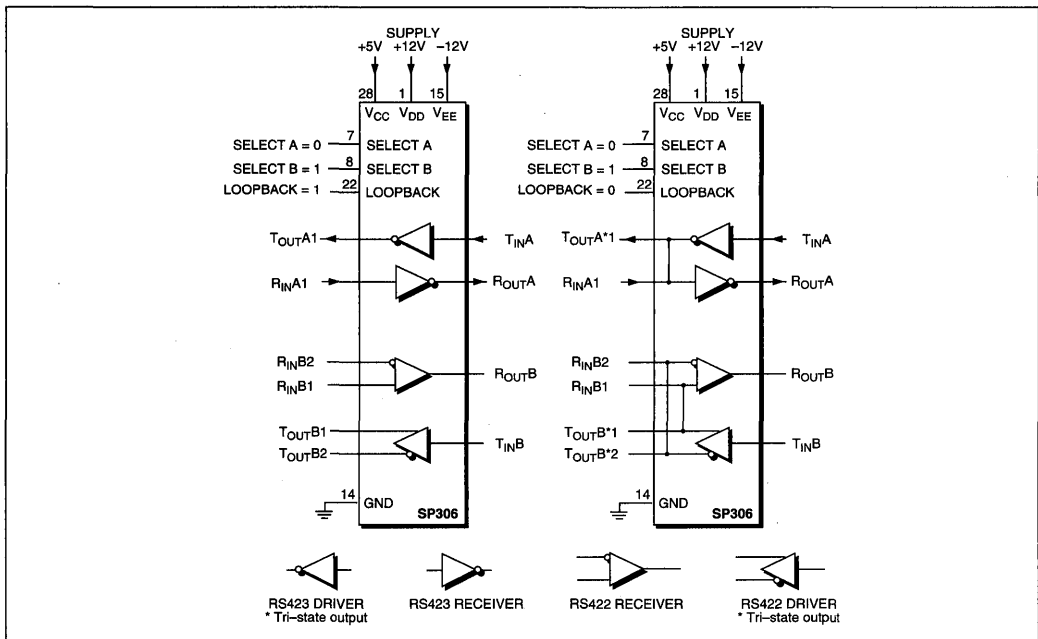 SUPPLY
+5V +12V –12V
28 1 15
VCC VDD VEE
SELECT A = 0 7 SELECT A
SELECT B = 1 8 SELECT B
LOOPBACK = 1 22 LOOPBACK
TOUTA1 TINA
RINA1 ROUTA
RINB2
RINB1 ROUTB
TOUTB1
TOUTB2 TINB
14 GND
SP306
SUPPLY
+5V +12V –12V
28 1 15
VCC VDD VEE
SELECT A = 0 7 SELECT A
SELECT B = 1 8 SELECT B
LOOPBACK = 0 22 LOOPBACK
TOUTA*1 TINA
RINA1 ROUTA
RINB2
RINB1 ROUTB
TOUTB*1
TOUTB*2 TINB
14 GND
SP306
RS423 DRIVER
* Tri–state output
RS423 RECEIVER
RS422 RECEIVER
RS422 DRIVER
* Tri–state output